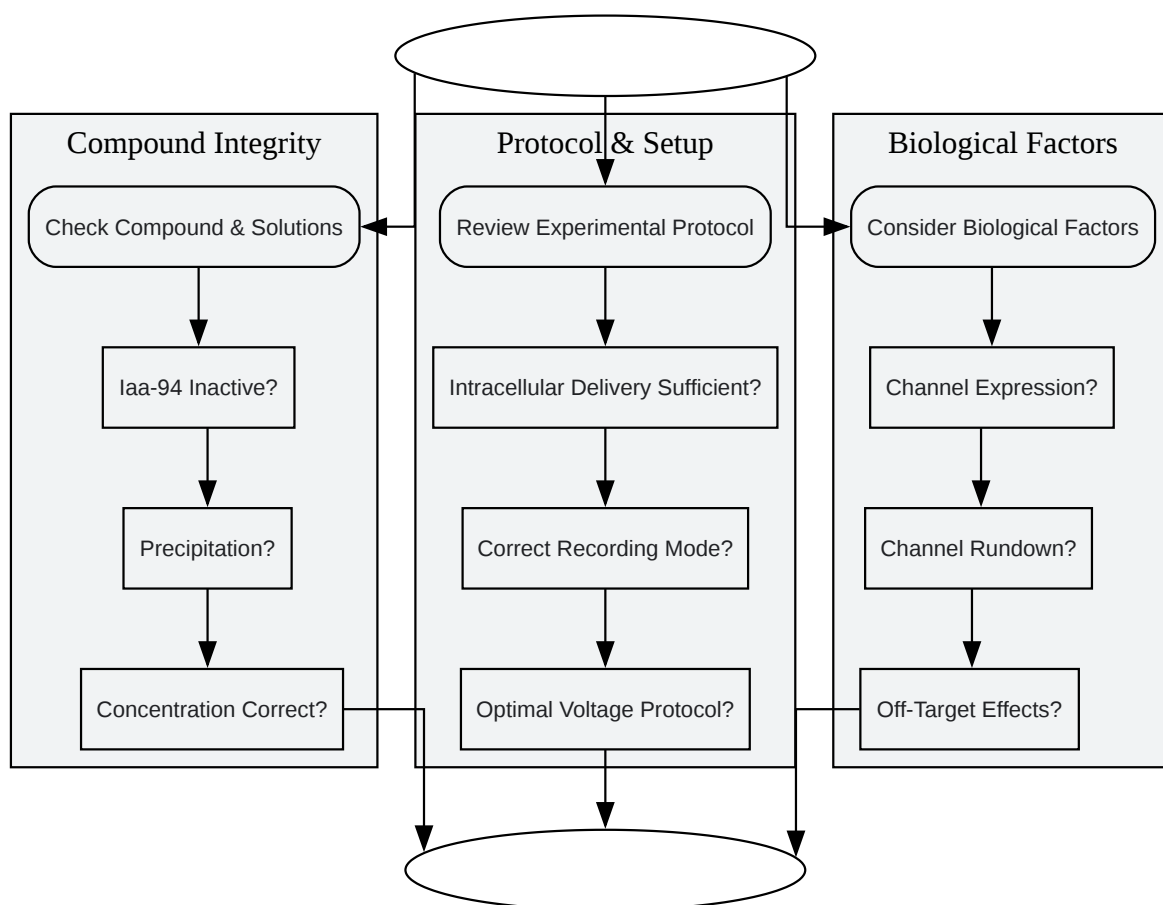 Compound Integrity
Check Compound & Solutions
Iaa-94 Inactive?
Precipitation?
Concentration Correct?
Protocol & Setup
Review Experimental Protocol
Intracellular Delivery Sufficient?
Correct Recording Mode?
Optimal Voltage Protocol?
Biological Factors
Consider Biological Factors
Channel Expression?
Channel Rundown?
Off-Target Effects?